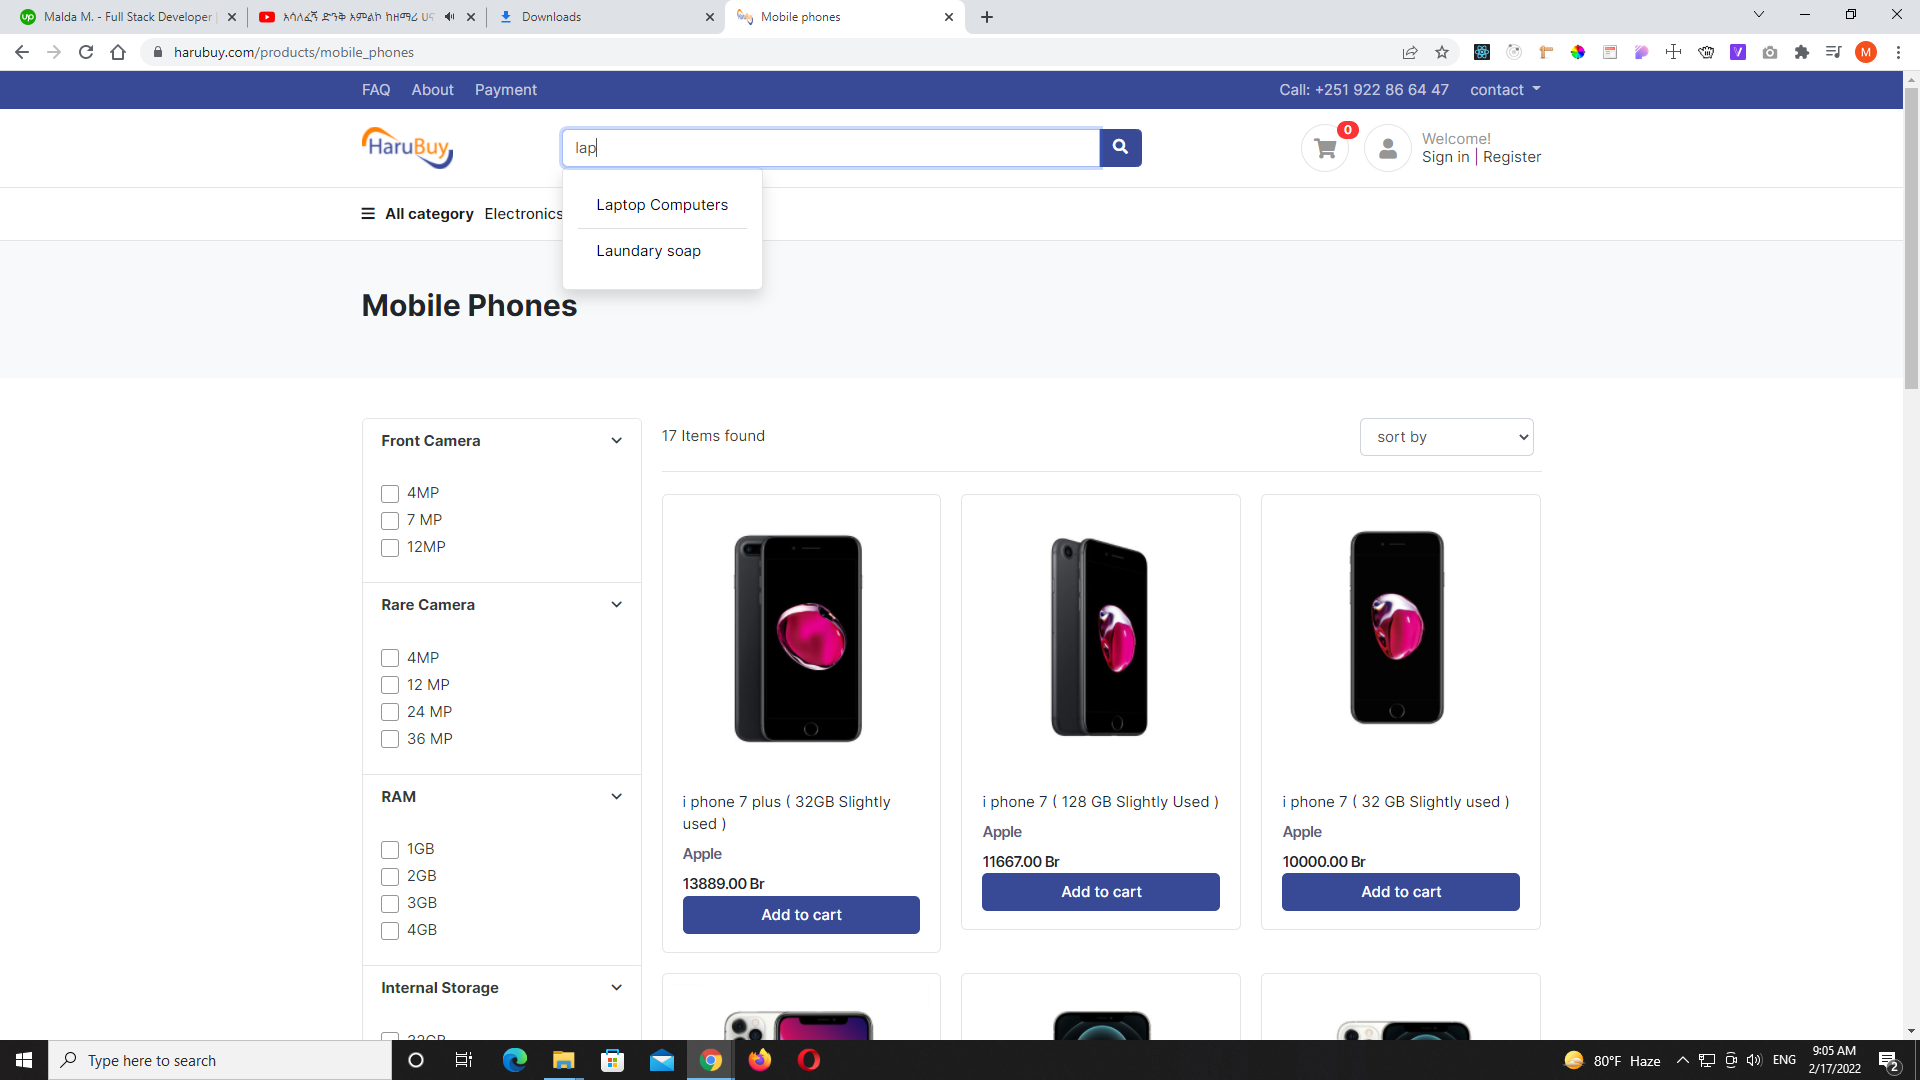 Malda M. - Full Stack Developer
አሳለፈኝ ድንቅ አምልኮ ከዘማሪ
Downloads
Mobile phones
harubuy.com/products/mobile_phones
M
FAQ About Payment
Call: +251 922 86 64 47 contact
HaruBuy
lap
0
Welcome!
Sign in | Register
All category Electronics
Laptop Computers
Laundary soap
Mobile Phones
Front Camera
4MP
7 MP
12MP
Rare Camera
4MP
12 MP
24 MP
36 MP
RAM
1GB
2GB
3GB
4GB
Internal Storage
32GB
17 Items found
sort by
i phone 7 plus ( 32GB Slightly
used )
Apple
13889.00 Br
Add to cart
i phone 7 ( 128 GB Slightly Used )
Apple
11667.00 Br
Add to cart
i phone 7 ( 32 GB Slightly used )
Apple
10000.00 Br
Add to cart
Type here to search
80°F Haze
ENG
9:05 AM
2/17/2022
2